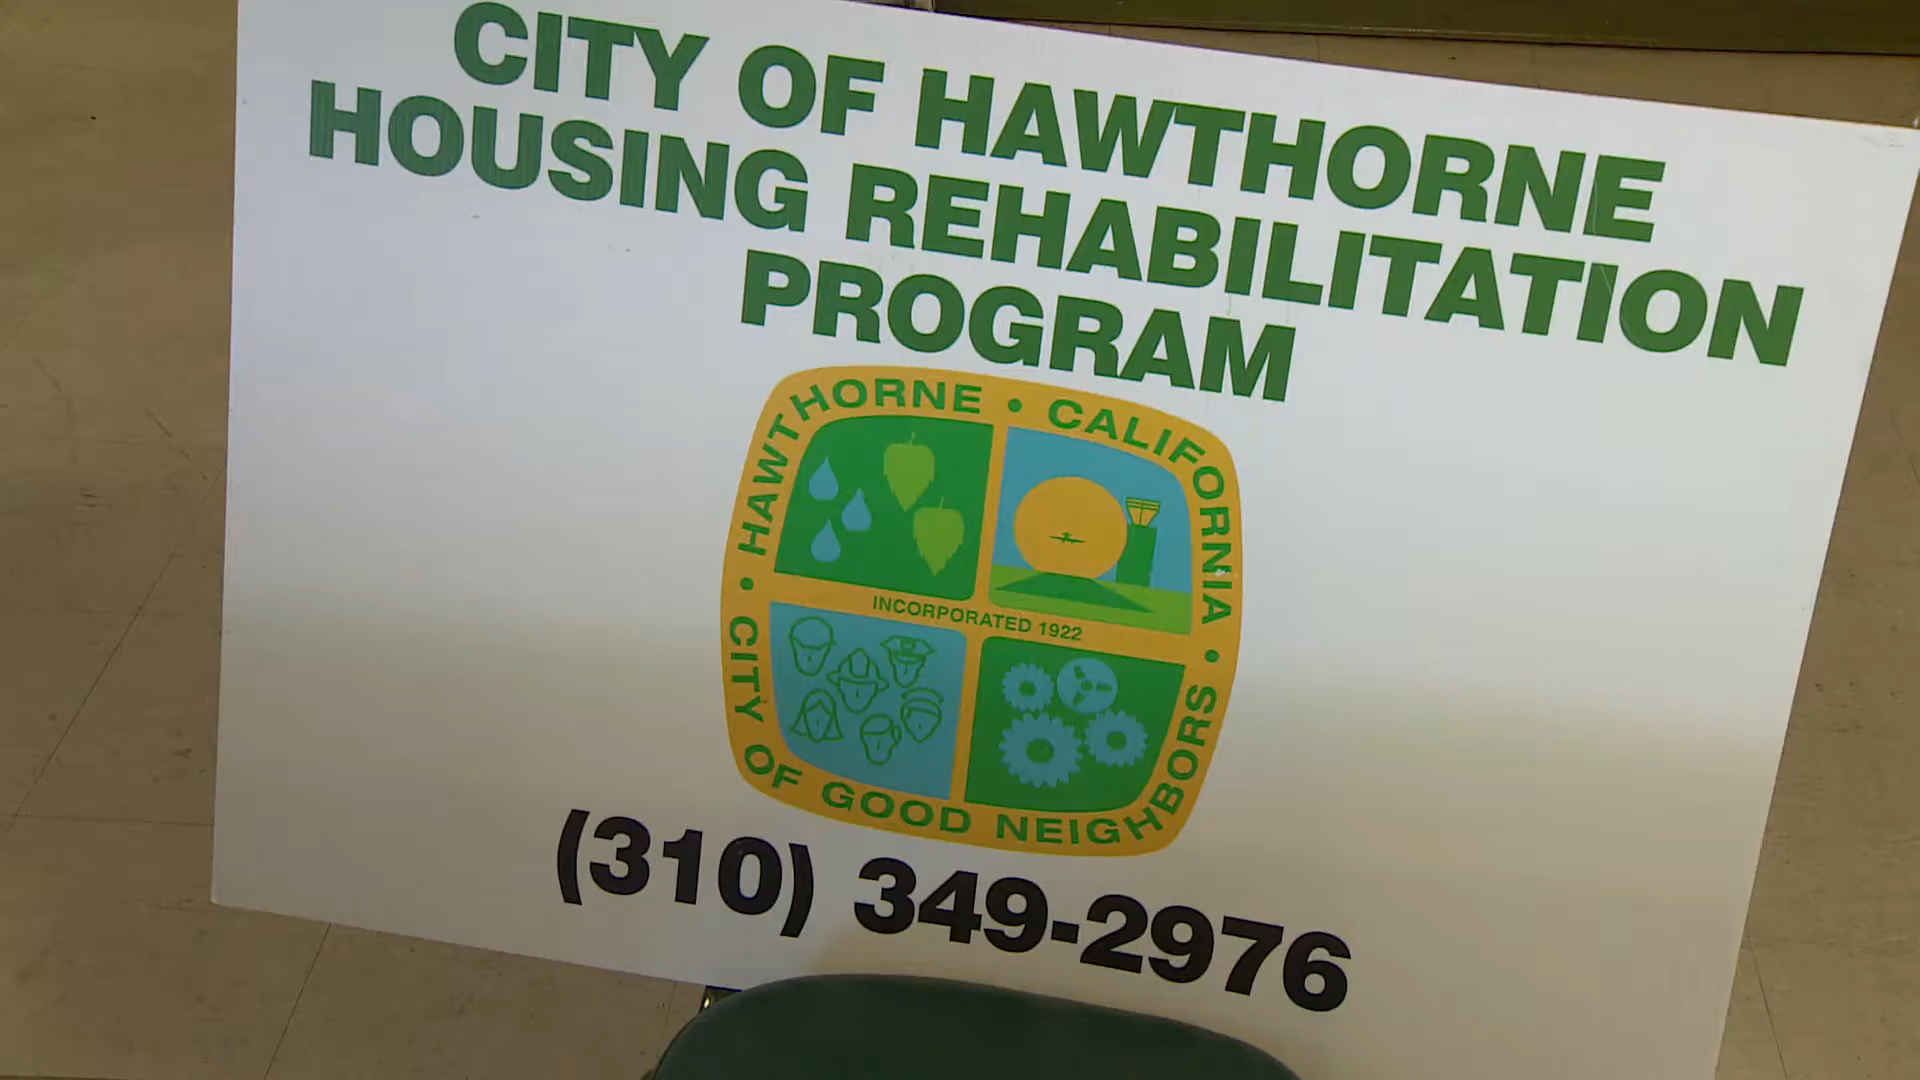 CITY OF HAWTHORNE
HOUSING REHABILITATION
PROGRAM
HAWTHORNE • CALIFORNIA •
INCORPORATED 1922
• CITY OF GOOD NEIGHBORS
(310) 349-2976